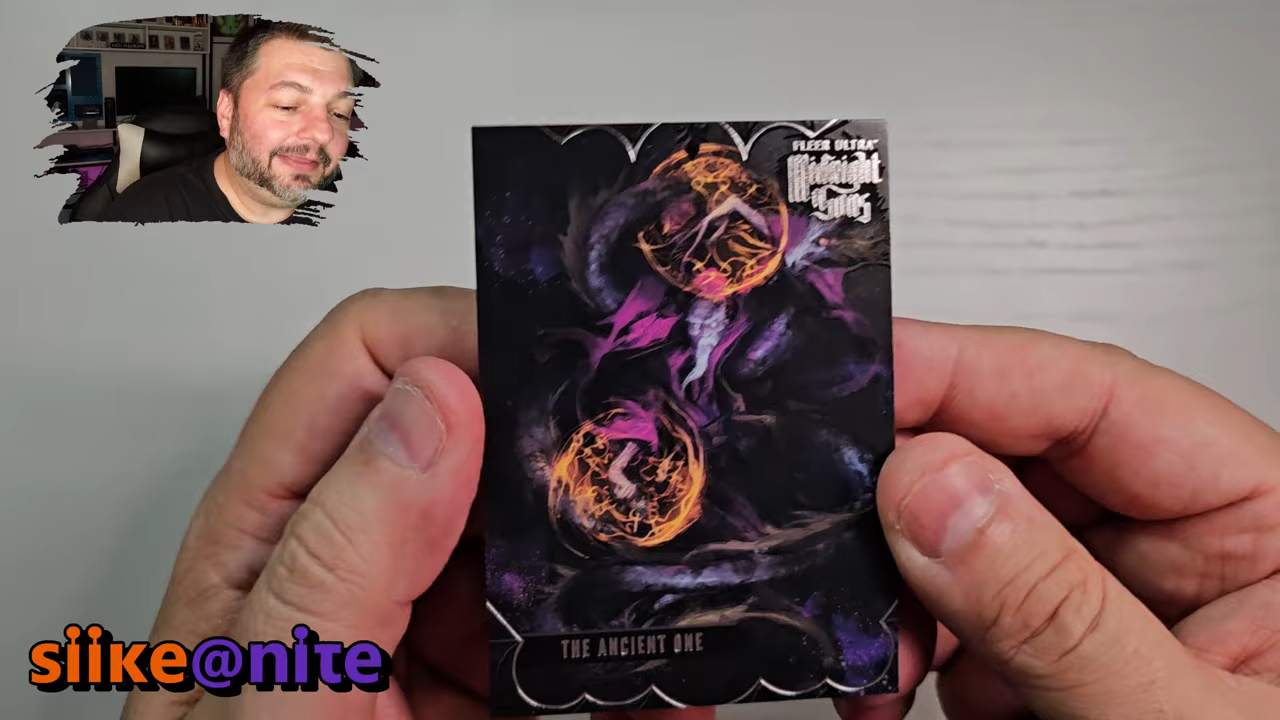 FLEER ULTRA
Midnight
Sons
THE ANCIENT ONE
siike@nite